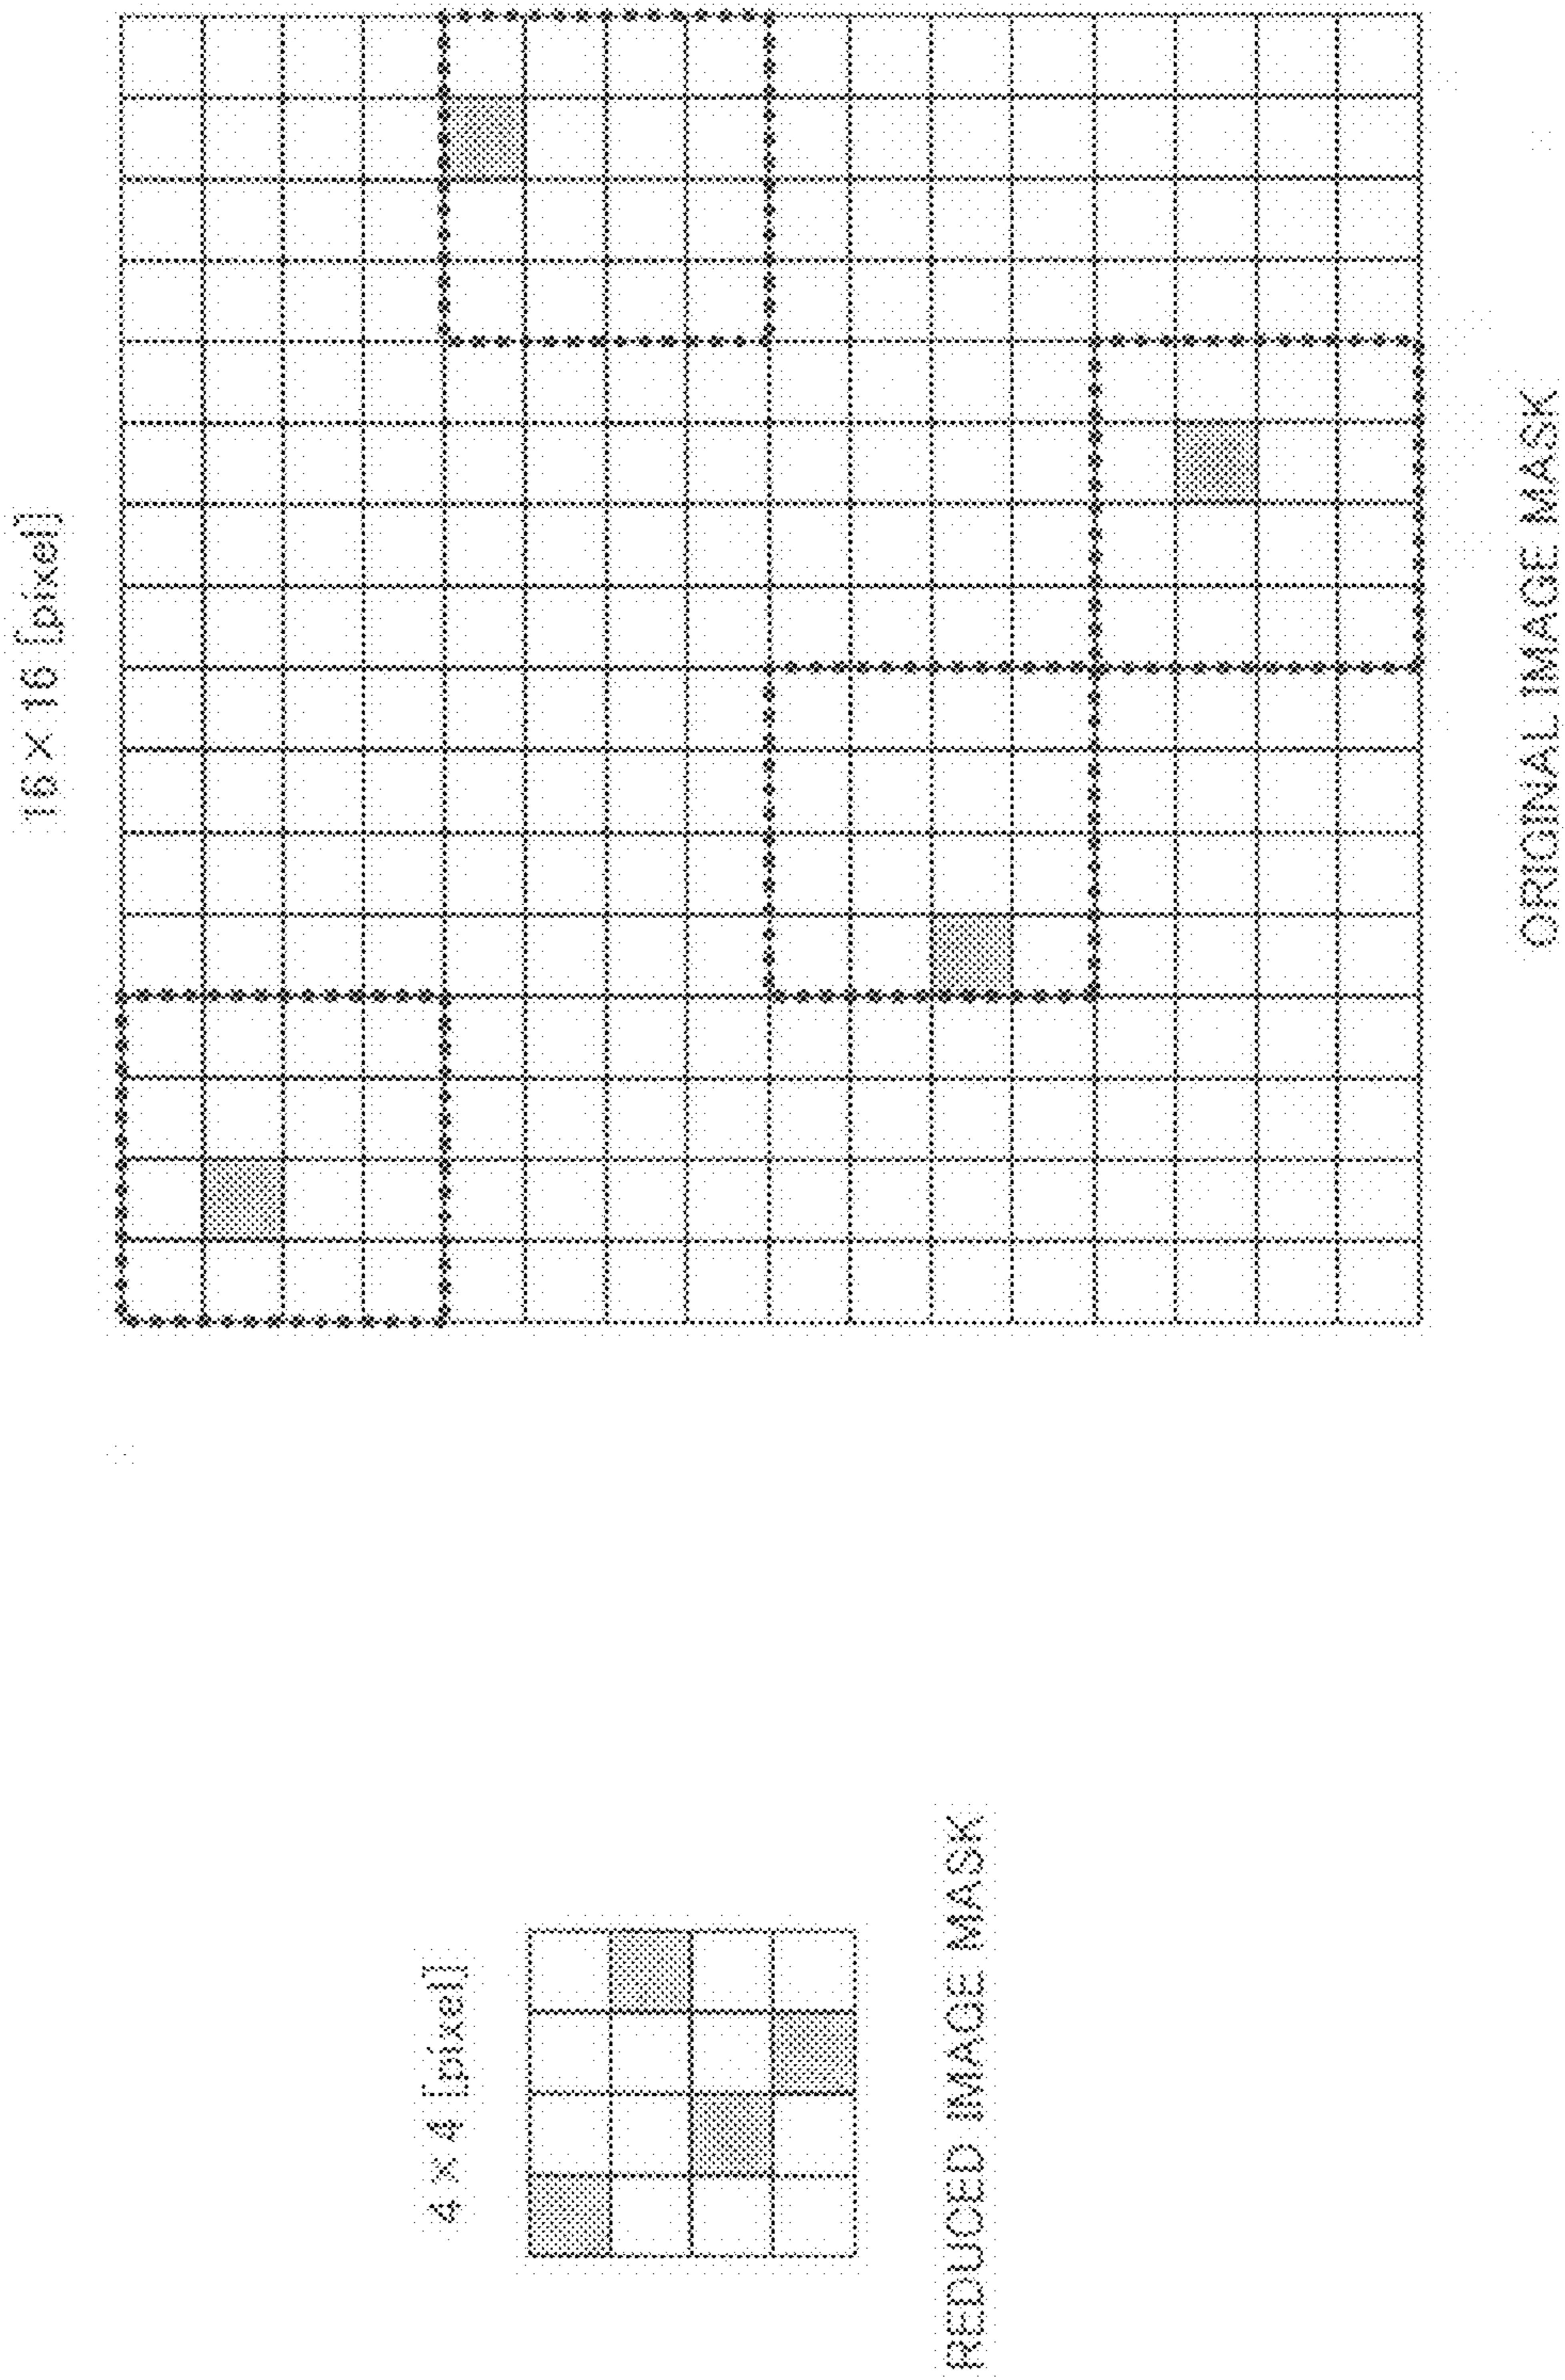 4 × 4 [pixel]
REDUCED IMAGE MASK
16 × 16 [pixel]
ORIGINAL IMAGE MASK